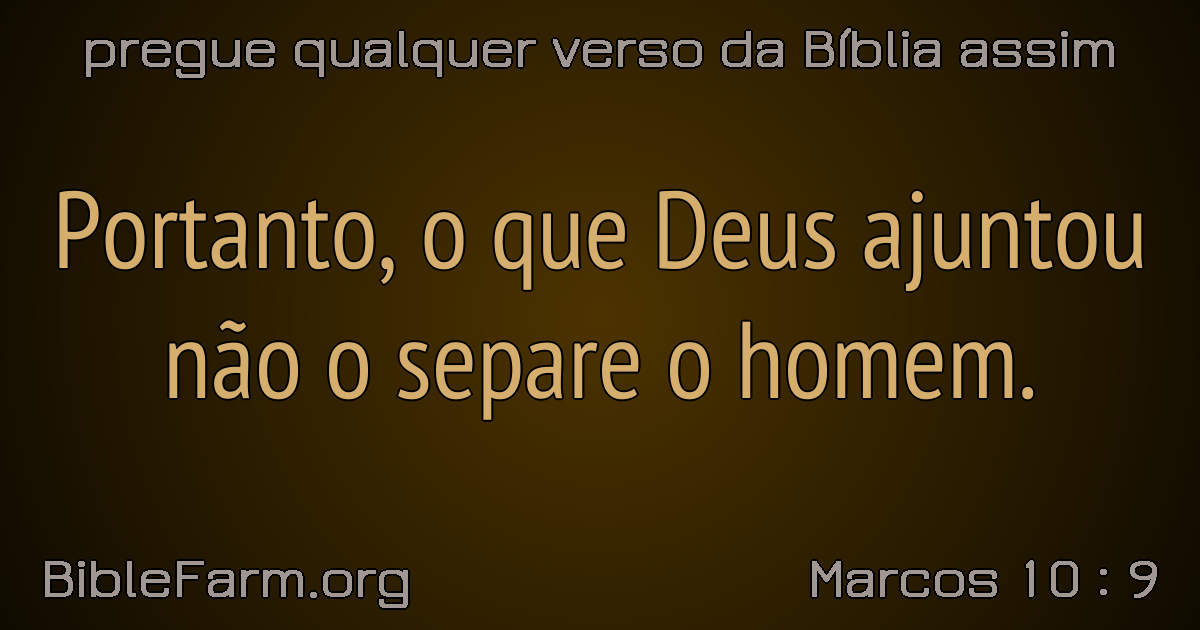 pregue qualquer verso da Bíblia assim
Portanto, o que Deus ajuntou
não o separe o homem.
BibleFarm.org
Marcos 10 : 9